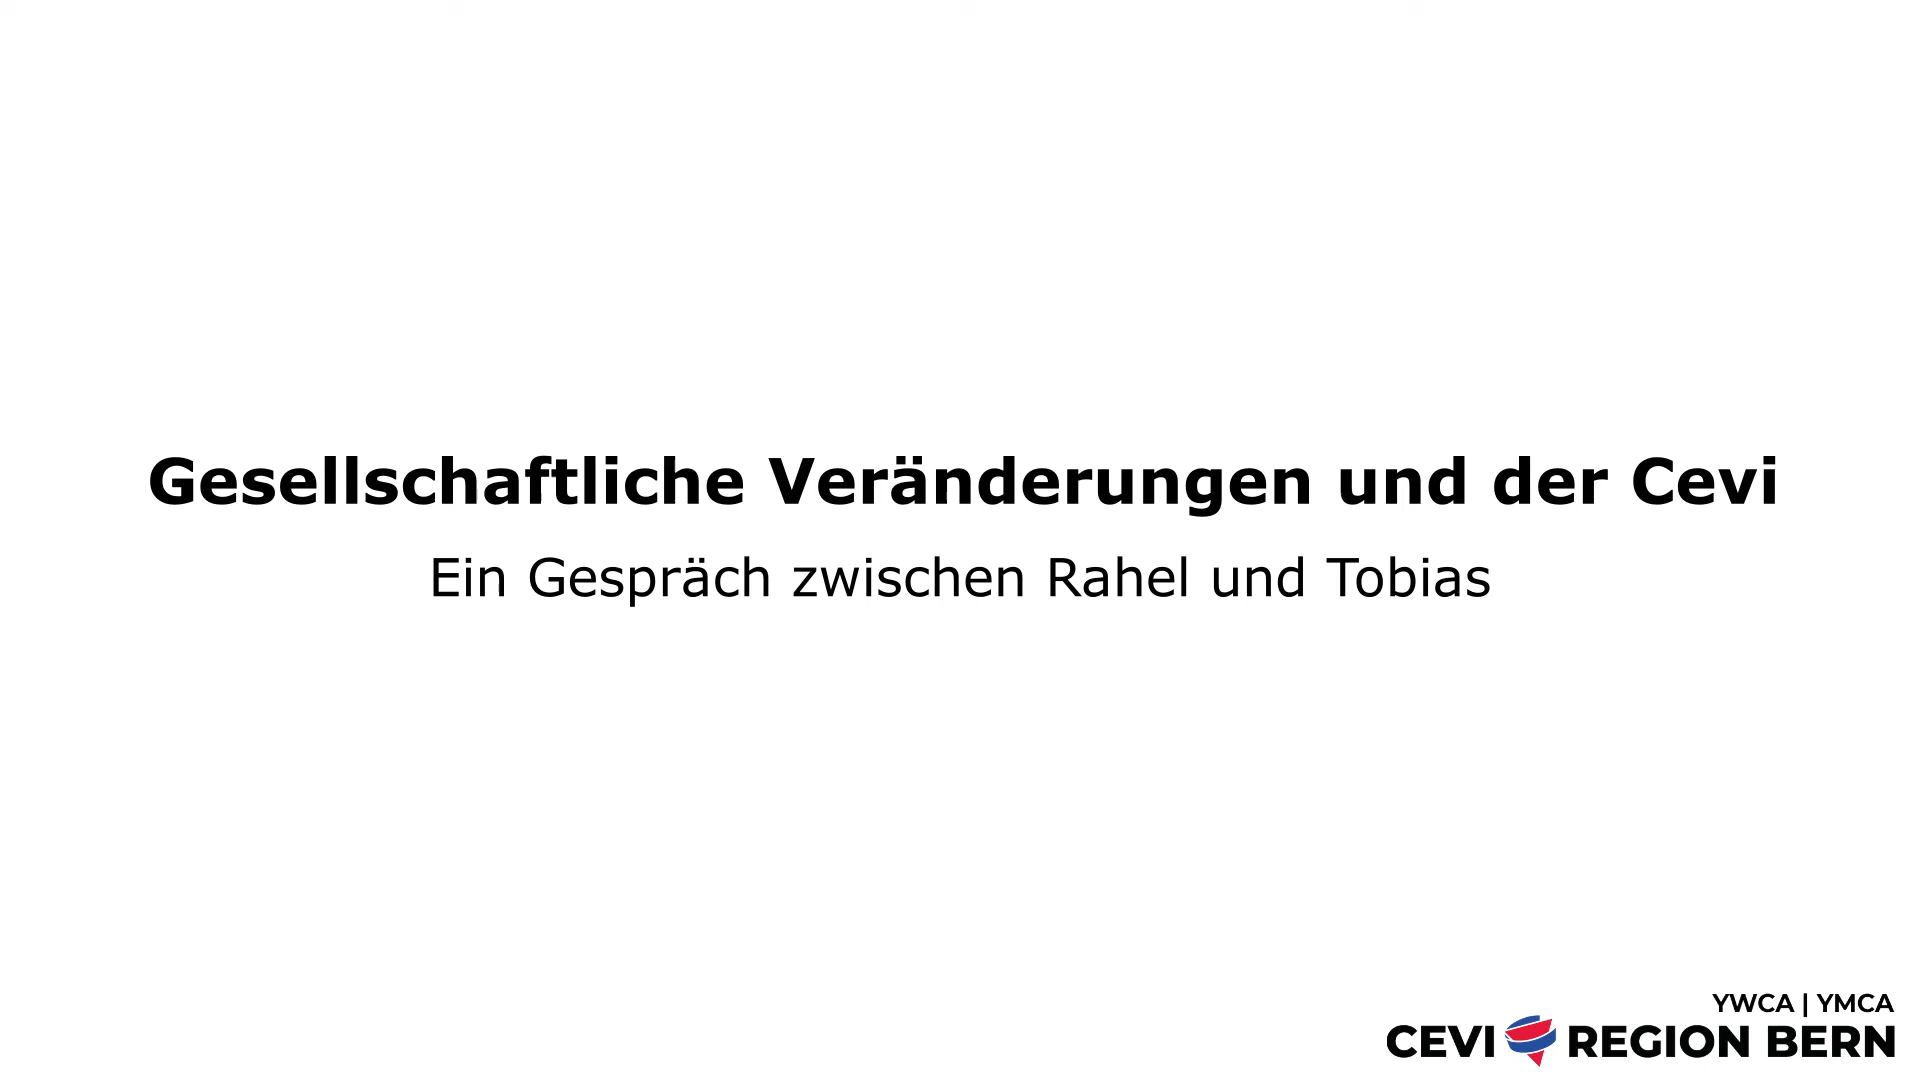 Gesellschaftliche Veränderungen und der Cevi
Ein Gespräch zwischen Rahel und Tobias
YWCA | YMCA
CEVI REGION BERN